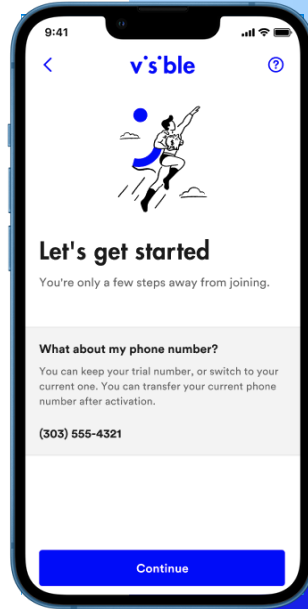 9:41
visible
Let's get started
You're only a few steps away from joining.
What about my phone number?
You can keep your trial number, or switch to your
current one. You can transfer your current phone
number after activation.
(303) 555-4321
Continue